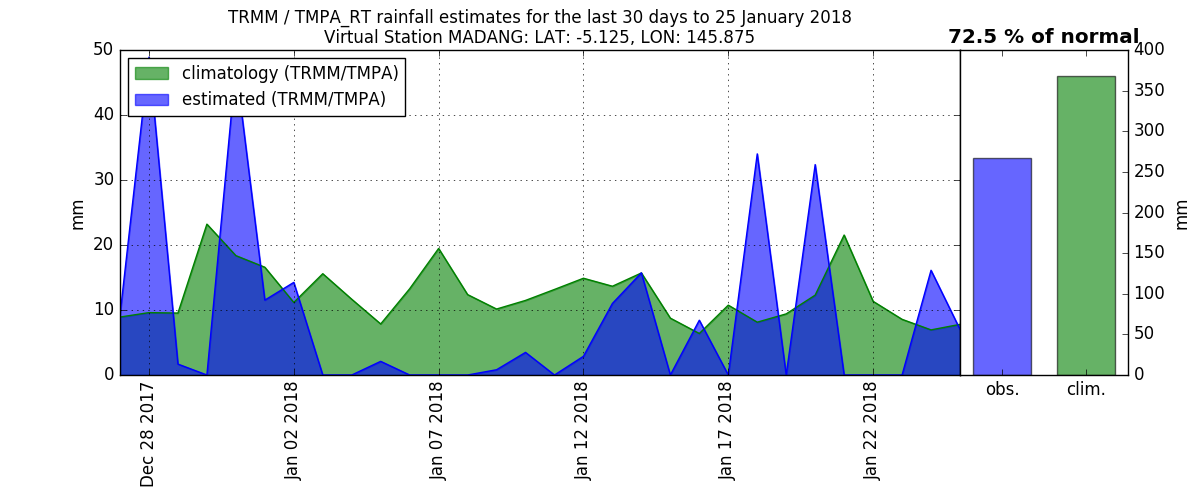 TRMM / TMPA_RT rainfall estimates for the last 30 days to 25 January 2018
Virtual Station MADANG: LAT: -5.125, LON: 145.875
72.5 % of normal
climatology (TRMM/TMPA)
estimated (TRMM/TMPA)
50
40
30
20
10
0
mm
Dec 28 2017
Jan 02 2018
Jan 07 2018
Jan 12 2018
Jan 17 2018
Jan 22 2018
obs.
clim.
400
350
300
250
200
150
100
50
0
mm